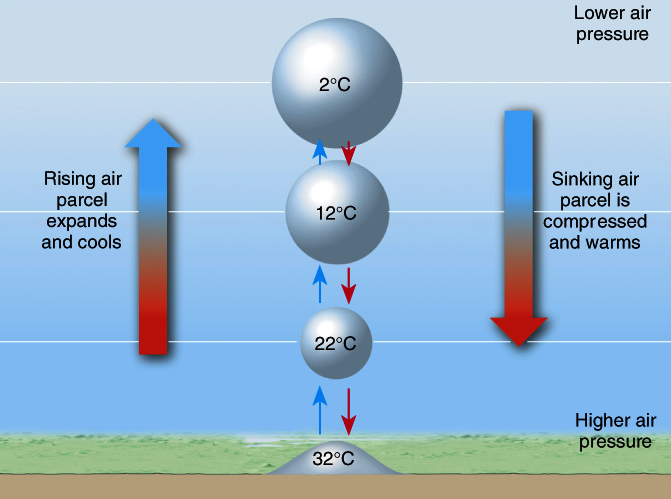 Lower air
pressure
2°C
Rising air
parcel
expands
and cools
12°C
Sinking air
parcel is
compressed
and warms
22°C
Higher air
pressure
32°C